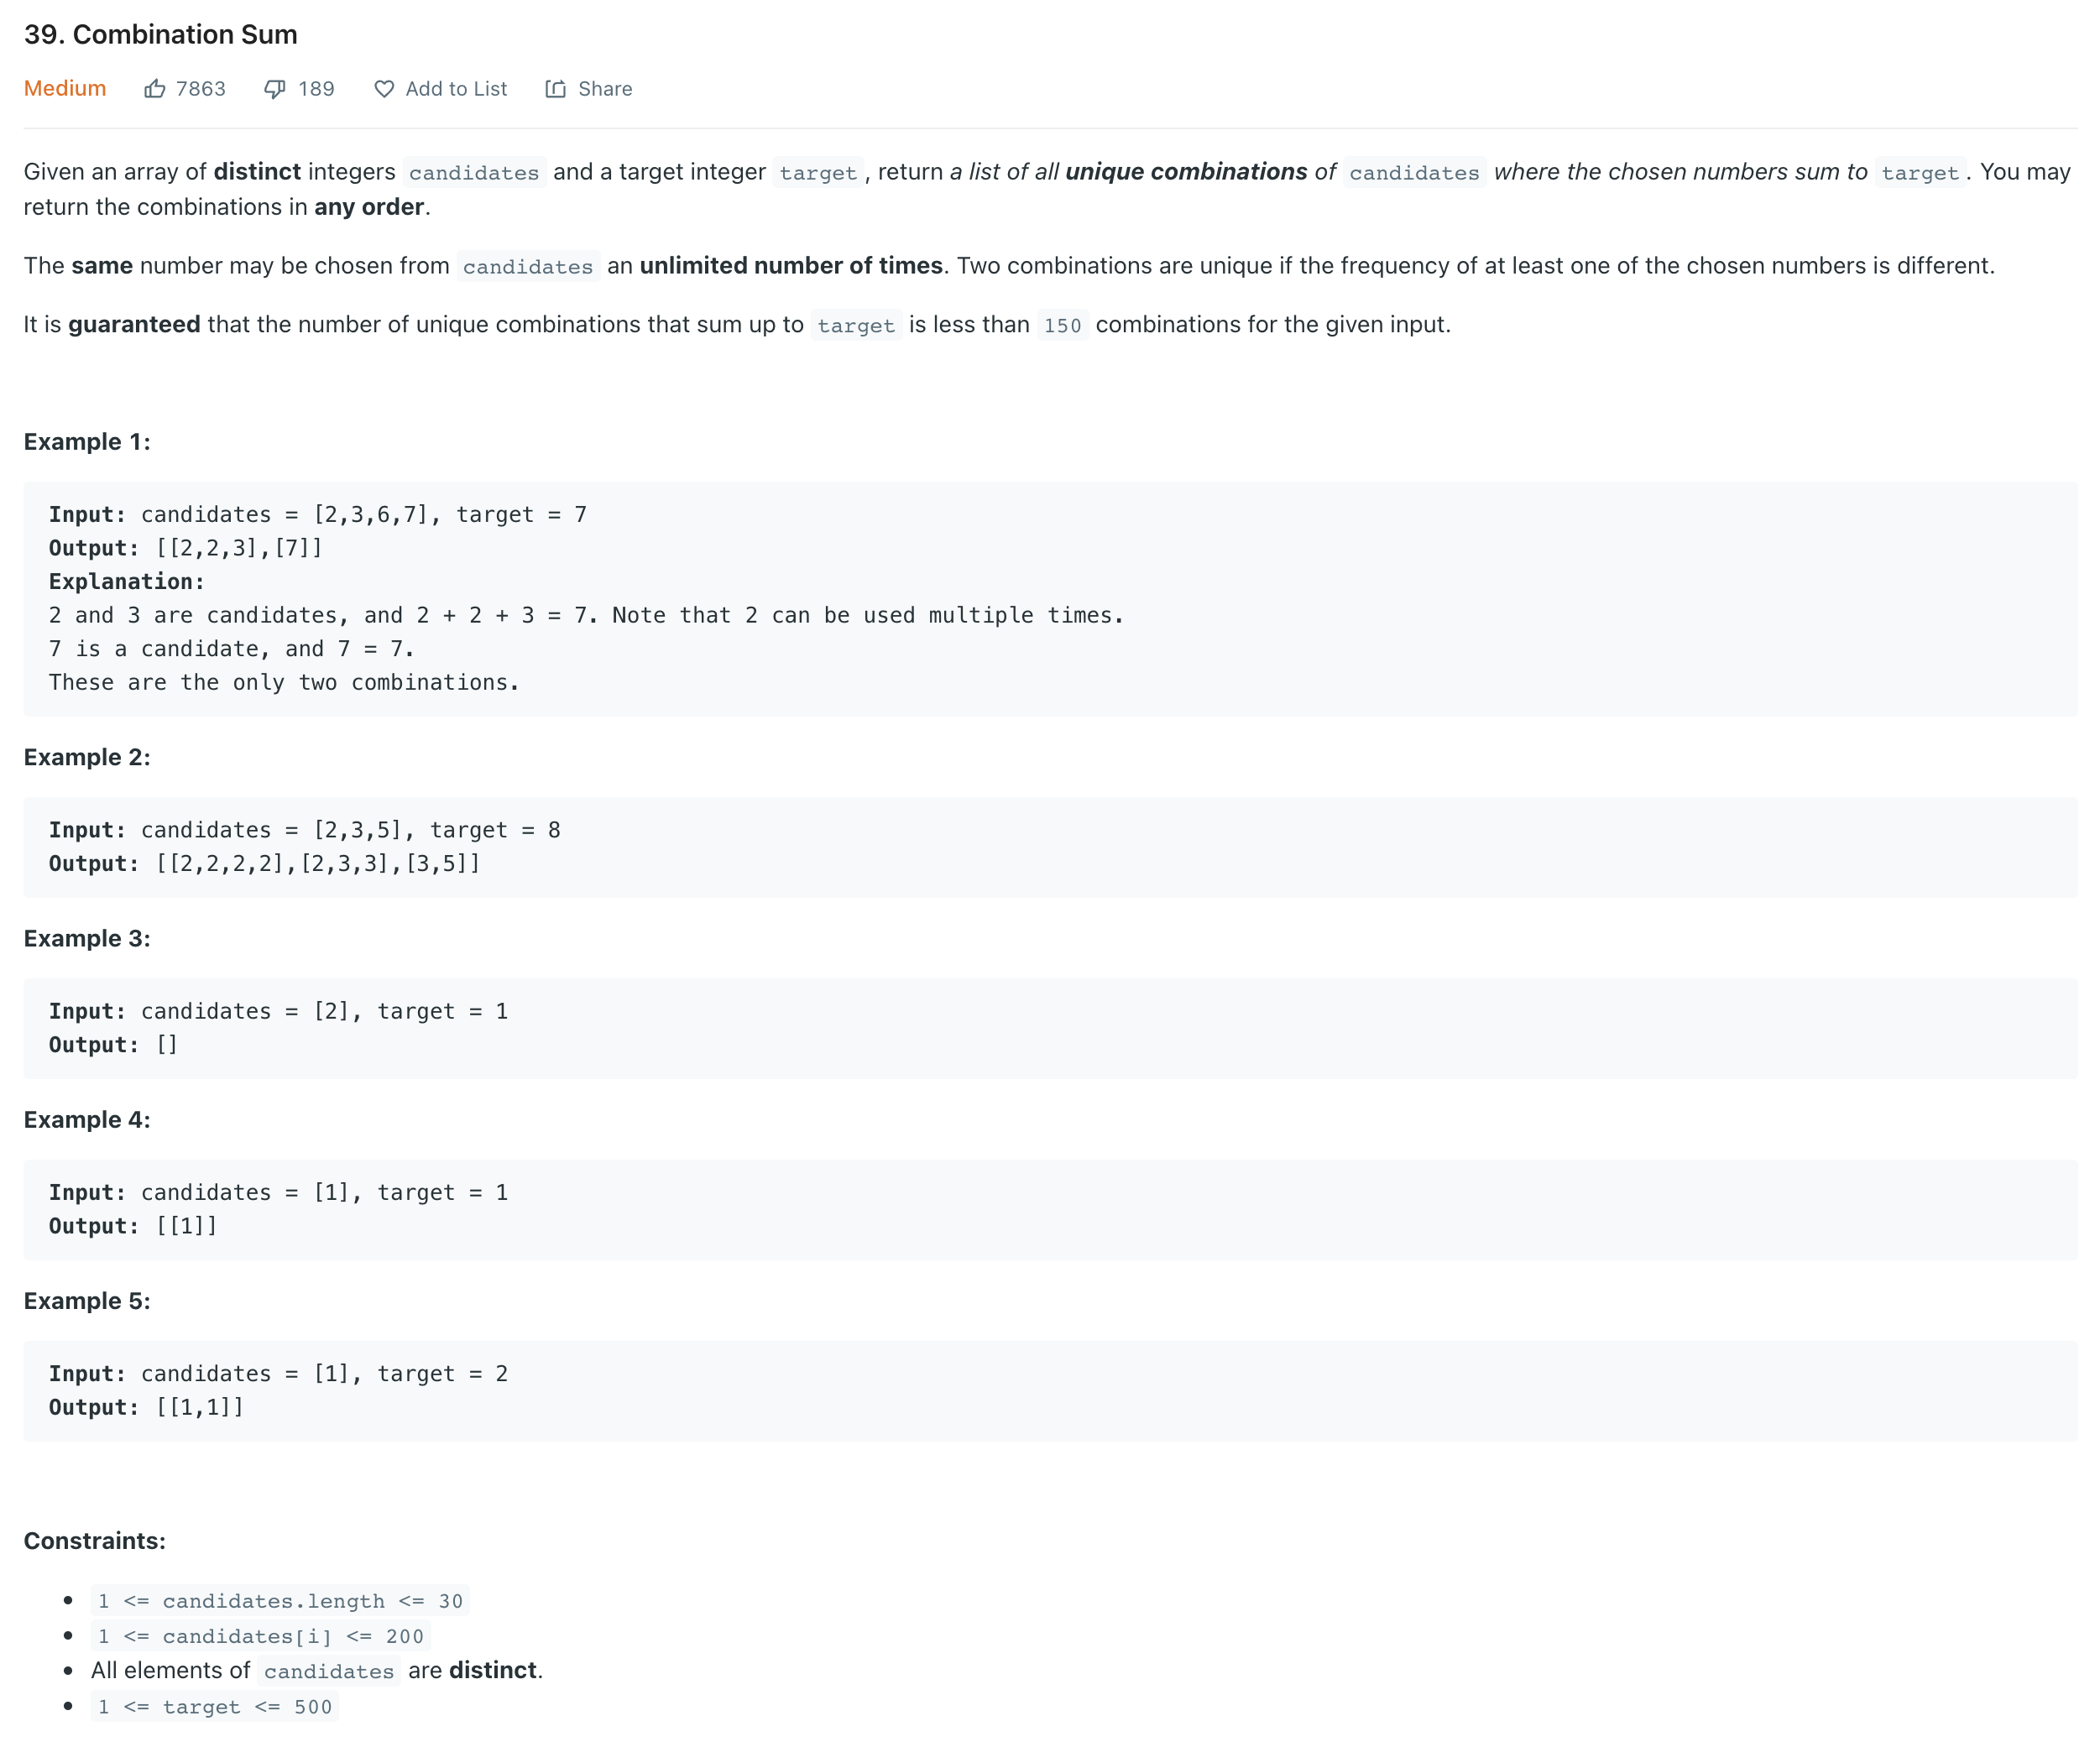 39. Combination Sum
Medium 7863 189 Add to List Share
Given an array of distinct integers candidates and a target integer target, return a list of all unique combinations of candidates where the chosen numbers sum to target. You may
return the combinations in any order.
The same number may be chosen from candidates an unlimited number of times. Two combinations are unique if the frequency of at least one of the chosen numbers is different.
It is guaranteed that the number of unique combinations that sum up to target is less than 150 combinations for the given input.
Example 1:
Input: candidates = [2,3,6,7], target = 7
Output: [[2,2,3],[7]]
Explanation:
2 and 3 are candidates, and 2 + 2 + 3 = 7. Note that 2 can be used multiple times.
7 is a candidate, and 7 = 7.
These are the only two combinations.
Example 2:
Input: candidates = [2,3,5], target = 8
Output: [[2,2,2,2],[2,3,3],[3,5]]
Example 3:
Input: candidates = [2], target = 1
Output: []
Example 4:
Input: candidates = [1], target = 1
Output: [[1]]
Example 5:
Input: candidates = [1], target = 2
Output: [[1,1]]
Constraints:
• 1 <= candidates.length <= 30
• 1 <= candidates[i] <= 200
• All elements of candidates are distinct.
• 1 <= target <= 500